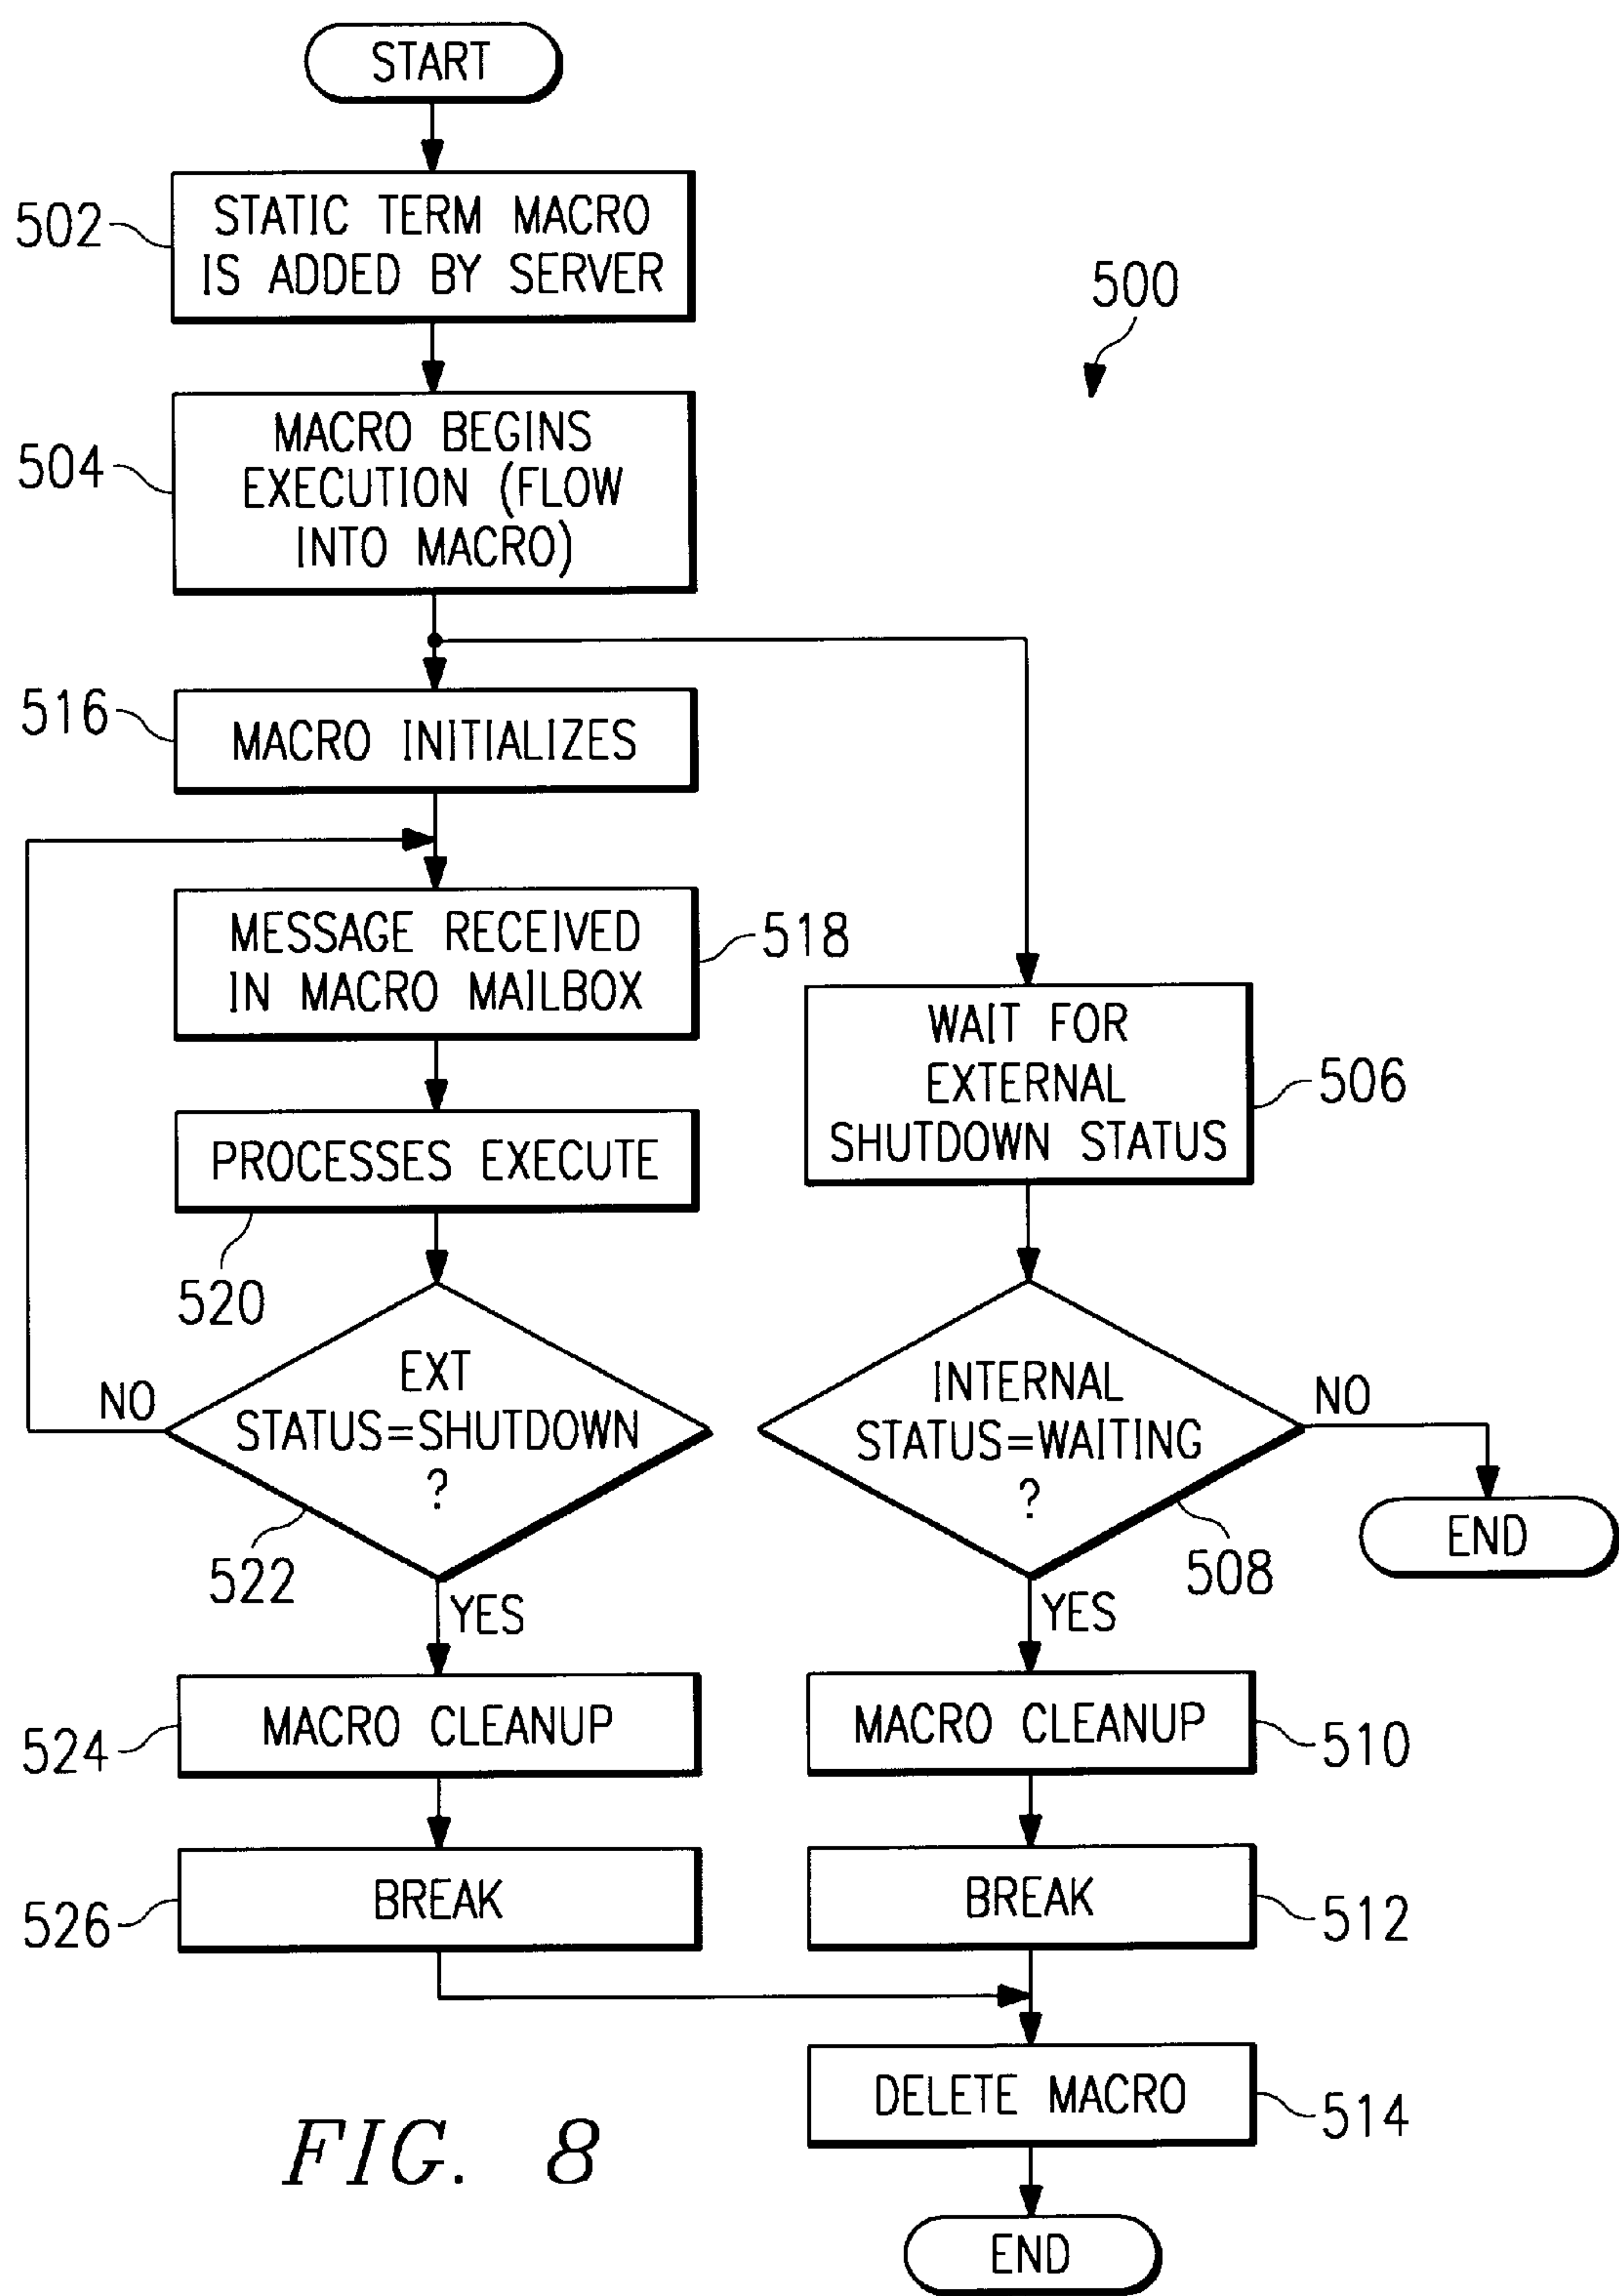 START
502
STATIC TERM MACRO
IS ADDED BY SERVER
500
504
MACRO BEGINS
EXECUTION (FLOW
INTO MACRO)
516
MACRO INITIALIZES
MESSAGE RECEIVED
IN MACRO MAILBOX
518
WAIT FOR
EXTERNAL
SHUTDOWN STATUS
506
PROCESSES EXECUTE
520
EXT
STATUS=SHUTDOWN
?
NO
522
YES
INTERNAL
STATUS=WAITING
?
NO
508
YES
END
524
MACRO CLEANUP
MACRO CLEANUP
510
526
BREAK
BREAK
512
DELETE MACRO
514
END
FIG. 8